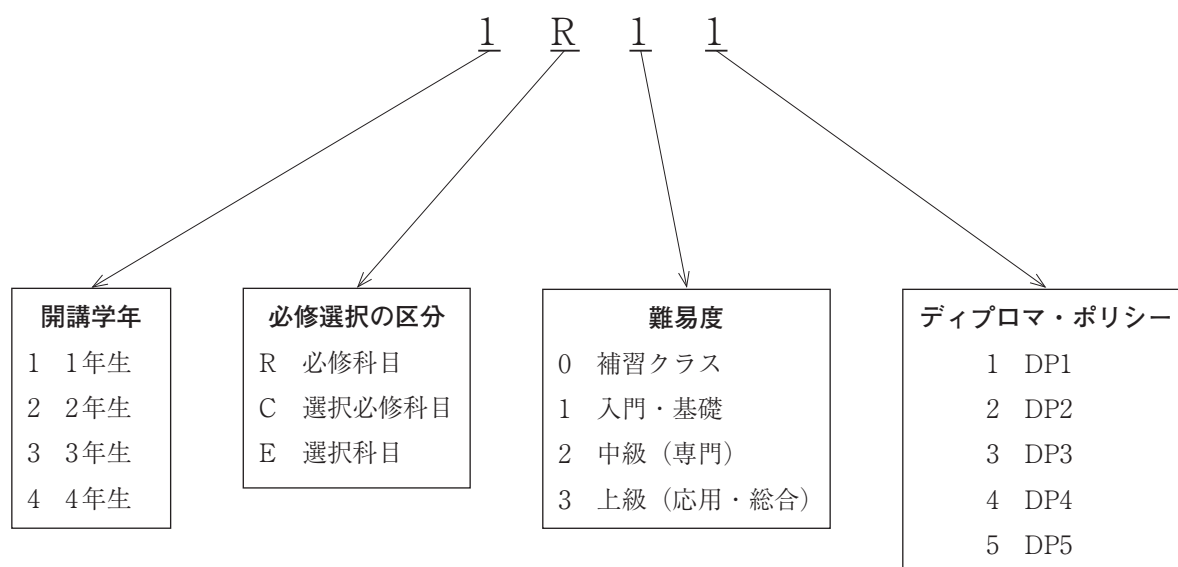 1 R 1 1
開講学年
1 1年生
2 2年生
3 3年生
4 4年生
必修選択の区分
R 必修科目
C 選択必修科目
E 選択科目
難易度
0 補習クラス
1 入門・基礎
2 中級（専門）
3 上級（応用・総合）
ディプロマ・ポリシー
1 DP1
2 DP2
3 DP3
4 DP4
5 DP5